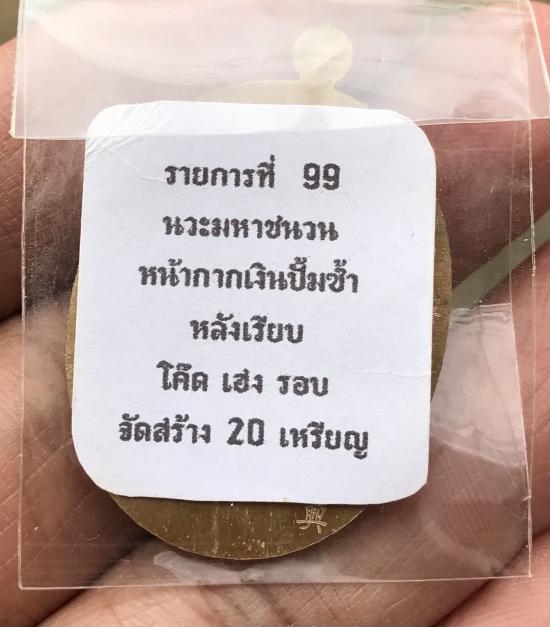 รายการที่ 99
นวะมหาชนวน
หน้ากากเงินปั้มซ้ำ
หลังเรียบ
โค๊ด เฮง รอบ
จัดสร้าง 20 เหรียญ
興